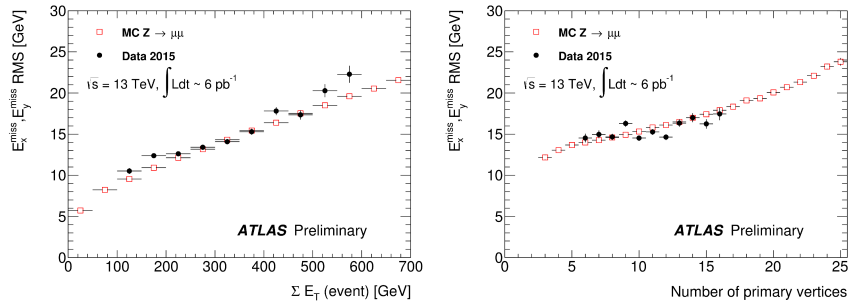 30
25
20
15
10
5
0
E_x^miss,E_y^miss RMS [GeV]
MC Z → μμ
Data 2015
√s = 13 TeV, ∫Ldt ~ 6 pb^-1
ATLAS Preliminary
0 100 200 300 400 500 600 700
Σ E_T (event) [GeV]
30
25
20
15
10
5
0
E_x^miss,E_y^miss RMS [GeV]
MC Z → μμ
Data 2015
√s = 13 TeV, ∫Ldt ~ 6 pb^-1
ATLAS Preliminary
0 5 10 15 20 25
Number of primary vertices